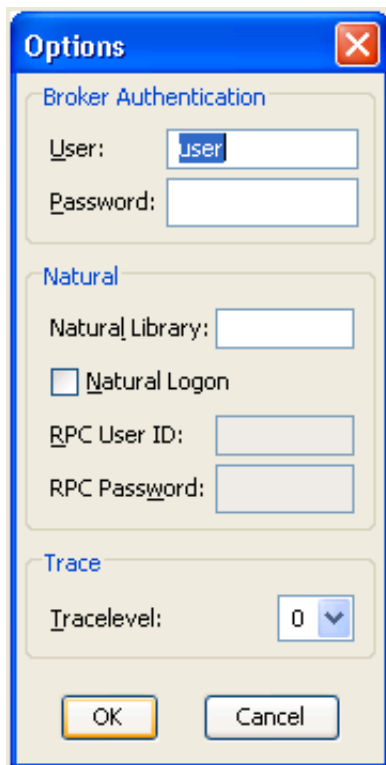 Options
Broker Authentication
User: user
Password:
Natural
Natural Library:
Natural Logon
RPC User ID:
RPC Password:
Trace
Tracelevel: 0
OK Cancel